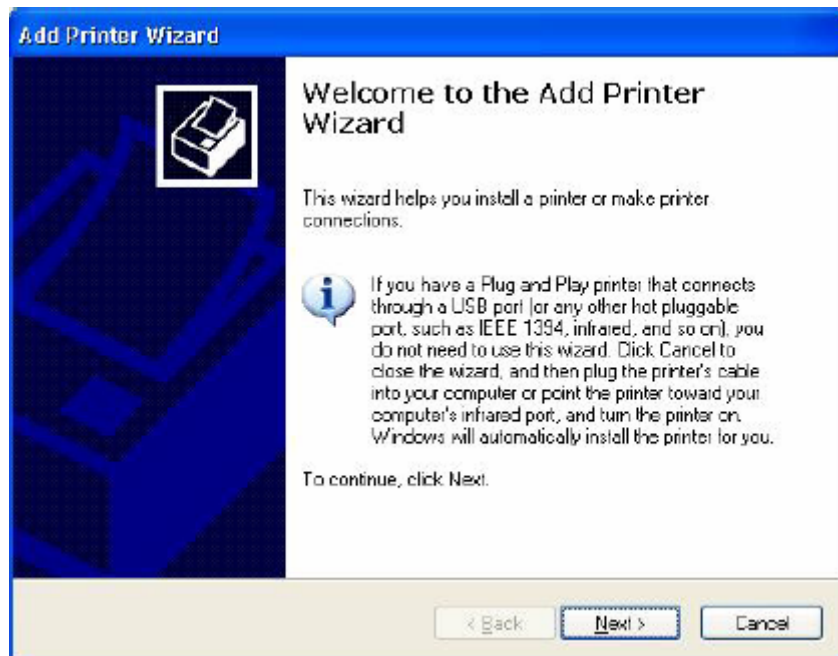 Add Printer Wizard
Welcome to the Add Printer
Wizard
This wizard helps you install a printer or make printer
connections.
If you have a Plug and Play printer that connects
through a USB port (or any other hot pluggable
port, such as IEEE 1394, infrared, and so on), you
do not need to use this wizard. Click Cancel to
close the wizard, and then plug the printer's cable
into your computer or point the printer toward your
computer's infrared port, and turn the printer on.
Windows will automatically install the printer for you.
To continue, click Next.
< Back
Next >
Cancel